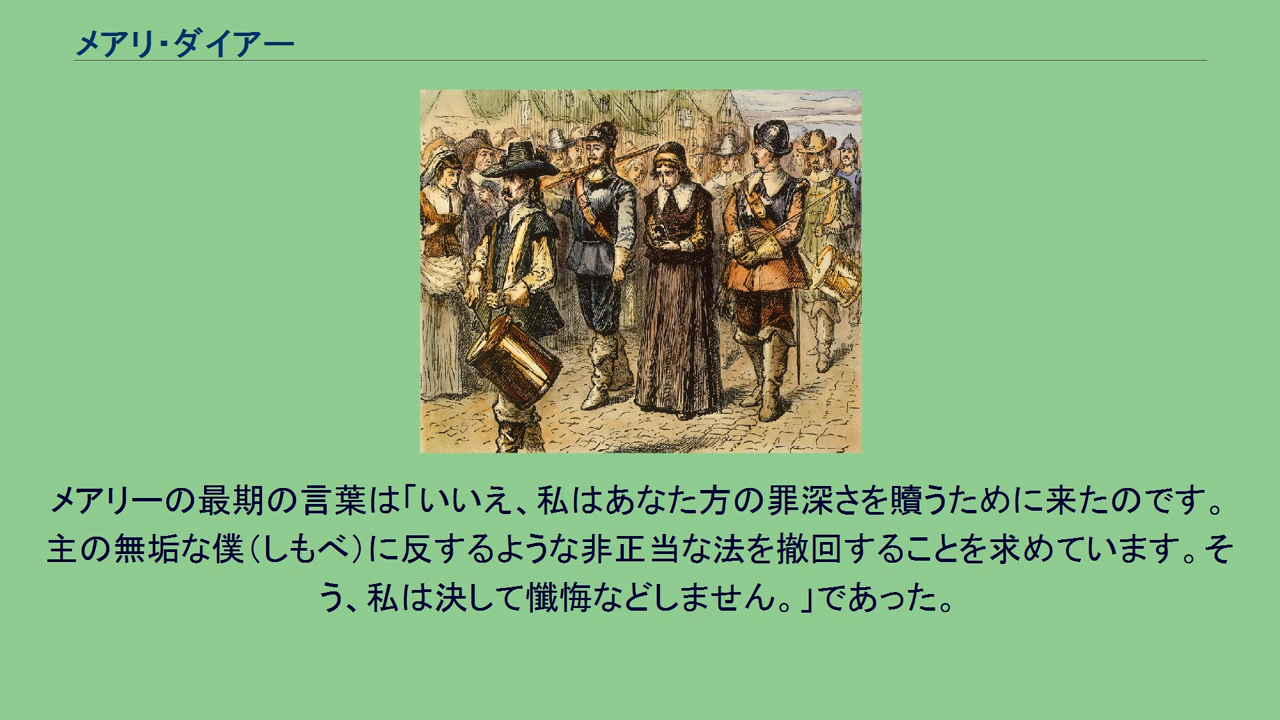 メアリ・ダイアー
メアリーの最期の言葉は「いいえ、私はあなた方の罪深さを贖うために来たのです。
主の無垢な僕（しもべ）に反するような非正当な法を撤回することを求めています。そ
う、私は決して懺悔などしません。」であった。